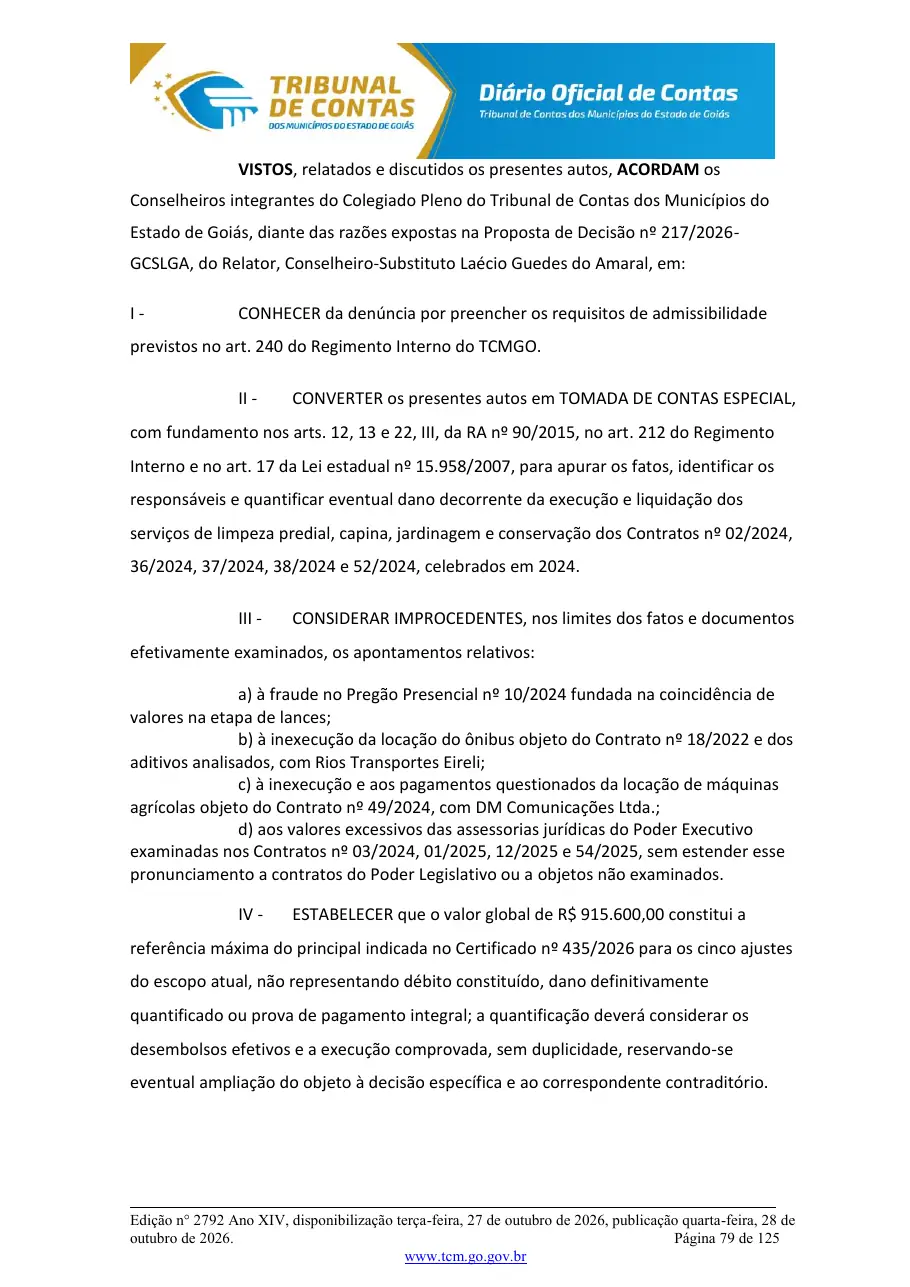 TRIBUNAL
DE CONTAS
DOS MUNICÍPIOS DO ESTADO DE GOIÁS
Diário Oficial de Contas
Tribunal de Contas dos Municípios do Estado de Goiás
VISTOS, relatados e discutidos os presentes autos, ACORDAM os
Conselheiros integrantes do Colegiado Pleno do Tribunal de Contas dos Municípios do
Estado de Goiás, diante das razões expostas na Proposta de Decisão nº 217/2026-
GCSLGA, do Relator, Conselheiro-Substituto Laécio Guedes do Amaral, em:
I - CONHECER da denúncia por preencher os requisitos de admissibilidade
previstos no art. 240 do Regimento Interno do TCMGO.
II - CONVERTER os presentes autos em TOMADA DE CONTAS ESPECIAL,
com fundamento nos arts. 12, 13 e 22, III, da RA nº 90/2015, no art. 212 do Regimento
Interno e no art. 17 da Lei estadual nº 15.958/2007, para apurar os fatos, identificar os
responsáveis e quantificar eventual dano decorrente da execução e liquidação dos
serviços de limpeza predial, capina, jardinagem e conservação dos Contratos nº 02/2024,
36/2024, 37/2024, 38/2024 e 52/2024, celebrados em 2024.
III - CONSIDERAR IMPROCEDENTES, nos limites dos fatos e documentos
efetivamente examinados, os apontamentos relativos:
a) à fraude no Pregão Presencial nº 10/2024 fundada na coincidência de
valores na etapa de lances;
b) à inexecução da locação do ônibus objeto do Contrato nº 18/2022 e dos
aditivos analisados, com Rios Transportes Eireli;
c) à inexecução e aos pagamentos questionados da locação de máquinas
agrícolas objeto do Contrato nº 49/2024, com DM Comunicações Ltda.;
d) aos valores excessivos das assessorias jurídicas do Poder Executivo
examinadas nos Contratos nº 03/2024, 01/2025, 12/2025 e 54/2025, sem estender esse
pronunciamento a contratos do Poder Legislativo ou a objetos não examinados.
IV - ESTABELECER que o valor global de R$ 915.600,00 constitui a
referência máxima do principal indicada no Certificado nº 435/2026 para os cinco ajustes
do escopo atual, não representando débito constituído, dano definitivamente
quantificado ou prova de pagamento integral; a quantificação deverá considerar os
desembolsos efetivos e a execução comprovada, sem duplicidade, reservando-se
eventual ampliação do objeto à decisão específica e ao correspondente contraditório.
Edição n° 2792 Ano XIV, disponibilização terça-feira, 27 de outubro de 2026, publicação quarta-feira, 28 de
outubro de 2026. Página 79 de 125
www.tcm.go.gov.br